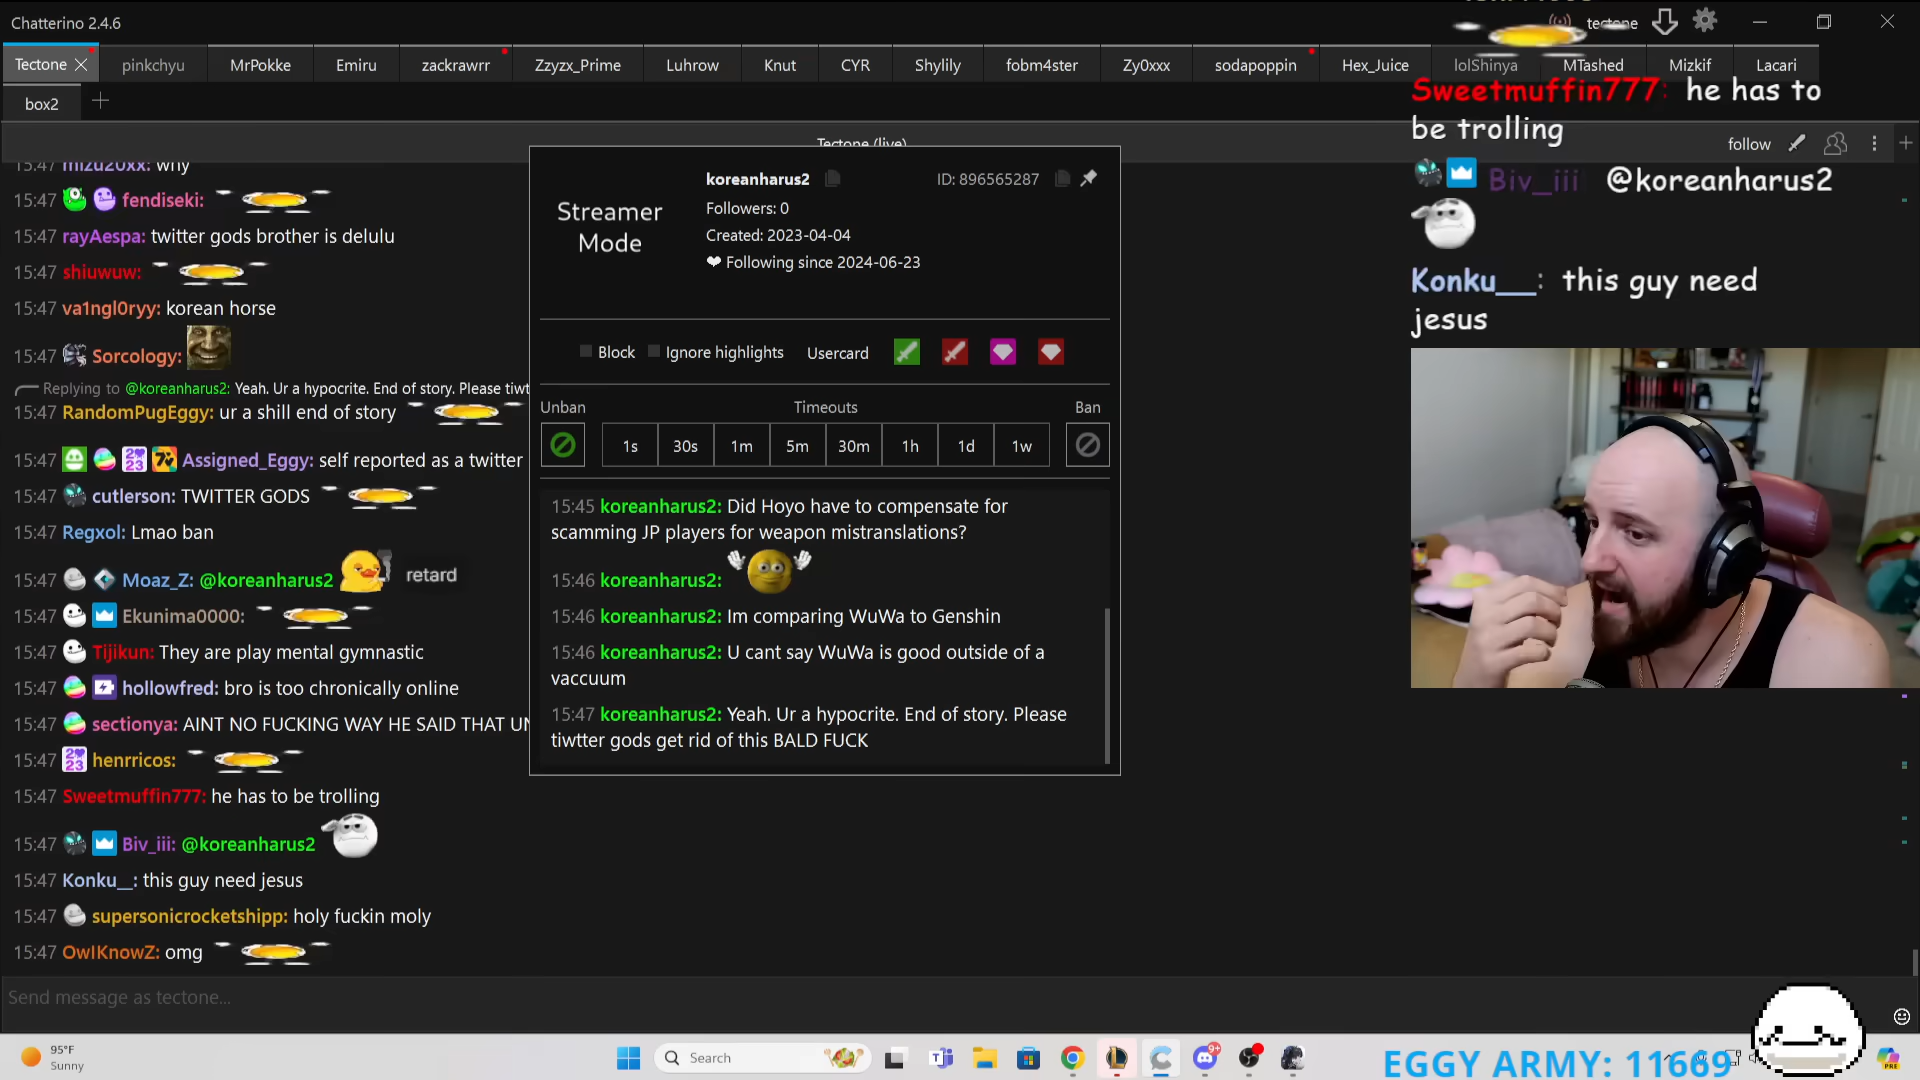 Chatterino 2.4.6
tectone
Tectone
pinkchyu
MrPokke
Emiru
zackrawrr
Zzyzx_Prime
Luhrow
Knut
CYR
Shylily
fobm4ster
Zy0xxx
sodapoppin
Hex_Juice
lolShinya
MTashed
Mizkif
Lacari
box2
Tectone (live)
follow
15:47 mizu20xx: why
15:47 fendiseki:
15:47 rayAespa: twitter gods brother is delulu
15:47 shiuwuw:
15:47 va1ngl0ryy: korean horse
15:47 Sorcology:
Replying to @koreanharus2: Yeah. Ur a hypocrite. End of story. Please tiwt
15:47 RandomPugEggy: ur a shill end of story
15:47 Assigned_Eggy: self reported as a twitter
15:47 cutlerson: TWITTER GODS
15:47 Regxol: Lmao ban
15:47 Moaz_Z: @koreanharus2 retard
15:47 Ekunima0000:
15:47 Tijikun: They are play mental gymnastic
15:47 hollowfred: bro is too chronically online
15:47 sectionya: AINT NO FUCKING WAY HE SAID THAT UN
15:47 henrricos:
15:47 Sweetmuffin777: he has to be trolling
15:47 Biv_iii: @koreanharus2
15:47 Konku__: this guy need jesus
15:47 supersonicrocketshipp: holy fuckin moly
15:47 OwlKnowZ: omg
Send message as tectone...
Streamer
Mode
koreanharus2
ID: 896565287
Followers: 0
Created: 2023-04-04
❤ Following since 2024-06-23
Block
Ignore highlights
Usercard
Unban
Timeouts
Ban
1s
30s
1m
5m
30m
1h
1d
1w
15:45 koreanharus2: Did Hoyo have to compensate for
scamming JP players for weapon mistranslations?
15:46 koreanharus2:
15:46 koreanharus2: Im comparing WuWa to Genshin
15:46 koreanharus2: U cant say WuWa is good outside of a
vaccuum
15:47 koreanharus2: Yeah. Ur a hypocrite. End of story. Please
tiwtter gods get rid of this BALD FUCK
Sweetmuffin777: he has to
be trolling
Biv_iii @koreanharus2
Konku__: this guy need
jesus
95°F
Sunny
Search
9+
EGGY ARMY: 11669
PRE